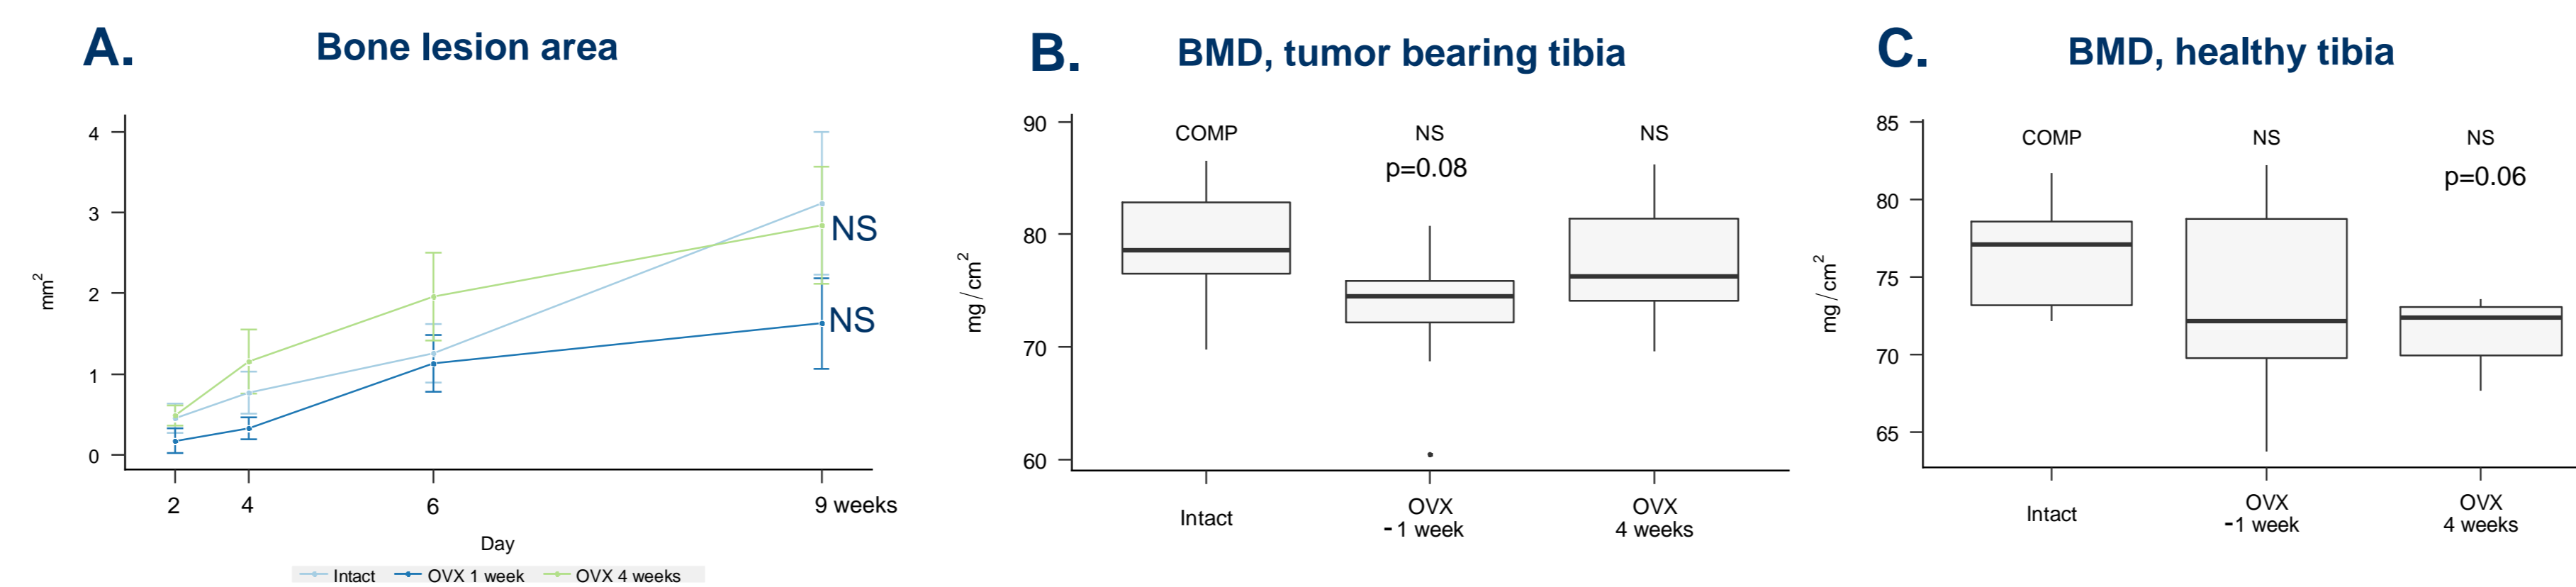 A.
Bone lesion area
4
3
2
1
0
mm²
NS
NS
2
4
6
9 weeks
Day
Intact
OVX 1 week
OVX 4 weeks
B.
BMD, tumor bearing tibia
90
80
70
60
mg/cm²
COMP
NS
p=0.08
NS
Intact
OVX
-1 week
OVX
4 weeks
C.
BMD, healthy tibia
85
80
75
70
65
mg/cm²
COMP
NS
NS
p=0.06
Intact
OVX
-1 week
OVX
4 weeks